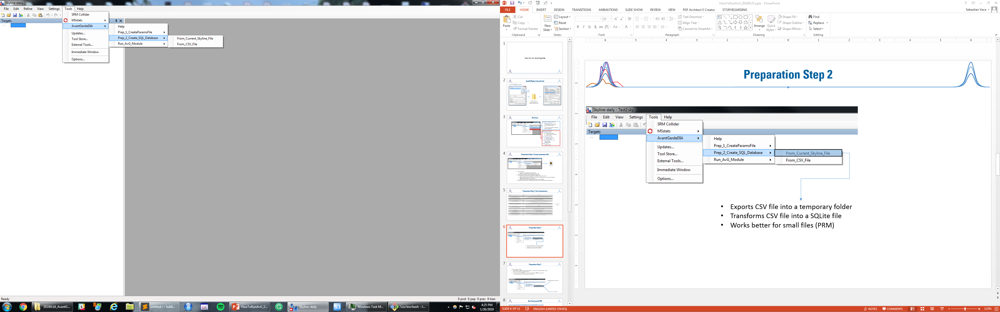 Skyline-daily
File Edit Refine View Settings Tools Help
Targets
SRM Collider
MSstats
AvantGardeDIA
Updates...
Tool Store...
External Tools...
Immediate Window
Options...
Help
Prep_1_CreateParamsFile
Prep_2_Create_SQL_Database
Run_AvG_Module
From_Current_Skyline_File
From_CSV_File
Ready
0 prot 0 pep 0 prec 0 tran
20190118_AvantG...
untitled • - Subli...
HowToRunAvG_2...
Skyline-daily
Windows Task M...
/usr/bin/bash --l...
4:25 PM
1/26/2019
HowToRunAvG_20190125.pptx - PowerPoint
FILE HOME INSERT DESIGN TRANSITIONS ANIMATIONS SLIDE SHOW REVIEW VIEW PDF Architect 5 Creator STORYBOARDING
Sebastian Vaca
Paste
Cut
Copy
Format Painter
Clipboard
New Slide
Layout
Reset
Section
Slides
10
Font
Text Direction
Align Text
Convert to SmartArt
Paragraph
Arrange
Quick Styles
Shape Fill
Shape Outline
Shape Effects
Drawing
Find
Replace
Select
Editing
1
How to run Avant-garde
2
Install Skyline External tool
3
Overview
4
Preparation Step 1: Create parameters file
5
Preparation Step 1: List of parameters
6
Preparation Step 2
7
Preparation Step 2
8
Run Avant-garde DIA
Preparation Step 2
Skyline-daily - Test2.sky
File Edit View Settings Tools Help
Targets
SRM Collider
MSstats
AvantGardeDIA
Updates...
Tool Store...
External Tools...
Immediate Window
Options...
Help
Prep_1_CreateParamsFile
Prep_2_Create_SQL_Database
Run_AvG_Module
From_Current_Skyline_File
From_CSV_File
• Exports CSV file into a temporary folder
• Transforms CSV file into a SQLite file
• Works better for small files (PRM)
SLIDE 6 OF 11 ENGLISH (UNITED STATES)
NOTES COMMENTS 122%